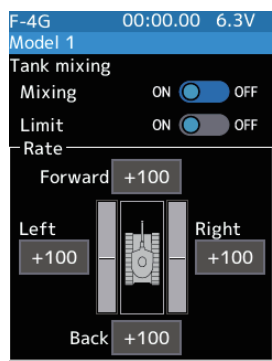 F-4G 00:00.00 6.3V
Model 1
Tank mixing
Mixing ON OFF
Limit ON OFF
Rate
Forward +100
Left Right
+100 +100
Back +100